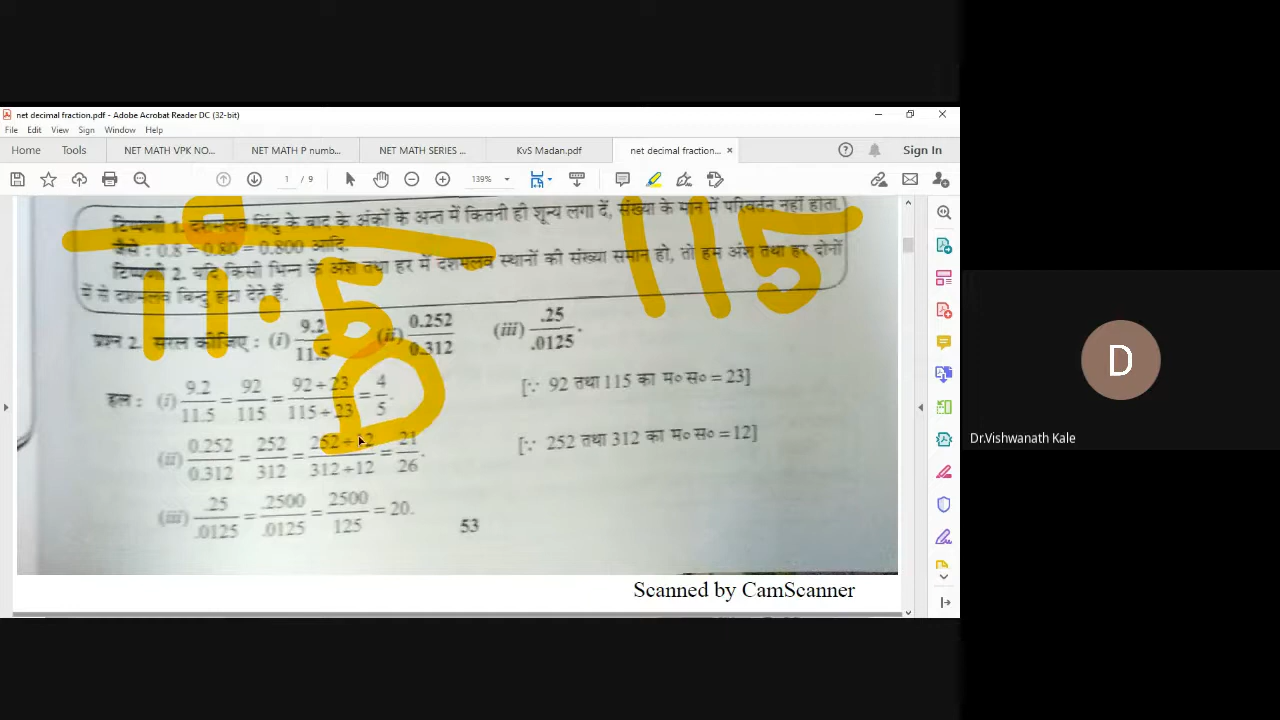 net decimal fraction.pdf - Adobe Acrobat Reader DC (32-bit)
File Edit View Sign Window Help
Home Tools NET MATH VPK NO... NET MATH P numb... NET MATH SERIES ... KvS Madan.pdf net decimal fraction... × Sign In
1 / 9 139%
टिप्पणी 1. दशमलव बिंदु के बाद के अंकों के अन्त में कितनी ही शून्य लगा दें, संख्या के मान में परिवर्तन नहीं होता.
जैसे : 0.8 = 0.80 = 0.800 आदि.
टिप्पणी 2. यदि किसी भिन्न के अंश तथा हर में दशमलव स्थानों की संख्या समान हो, तो हम अंश तथा हर दोनों
में से दशमलव बिन्दु हटा देते हैं.
11.5 115
प्रश्न 2. सरल कीजिए : (i) 9.2/11.5 (ii) 0.252/0.312 (iii) .25/.0125.
हल : (i) 9.2/11.5 = 92/115 = 92÷23/115÷23 = 4/5. [∵ 92 तथा 115 का म० स० = 23]
(ii) 0.252/0.312 = 252/312 = 252÷12/312÷12 = 21/26. [∵ 252 तथा 312 का म० स० = 12]
(iii) .25/.0125 = .2500/.0125 = 2500/125 = 20.
53
Scanned by CamScanner
D
Dr.Vishwanath Kale